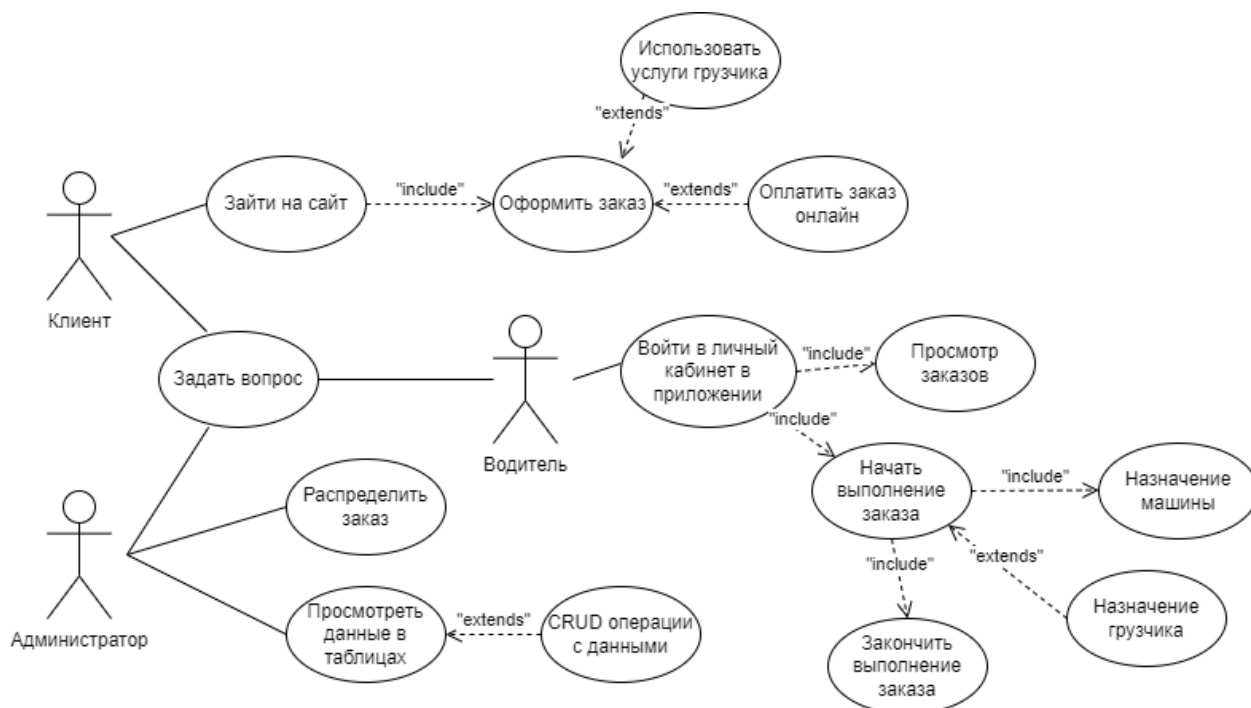 Использовать
услуги грузчика
"extends"
Зайти на сайт
"include"
Оформить заказ
"extends"
Оплатить заказ
онлайн
Клиент
Задать вопрос
Водитель
Войти в личный
кабинет в
приложении
"include"
Просмотр
заказов
"include"
Начать
выполнение
заказа
"include"
Назначение
машины
"extends"
Назначение
грузчика
"include"
Закончить
выполнение
заказа
Администратор
Распределить
заказ
Просмотреть
данные в
таблицах
"extends"
CRUD операции
с данными